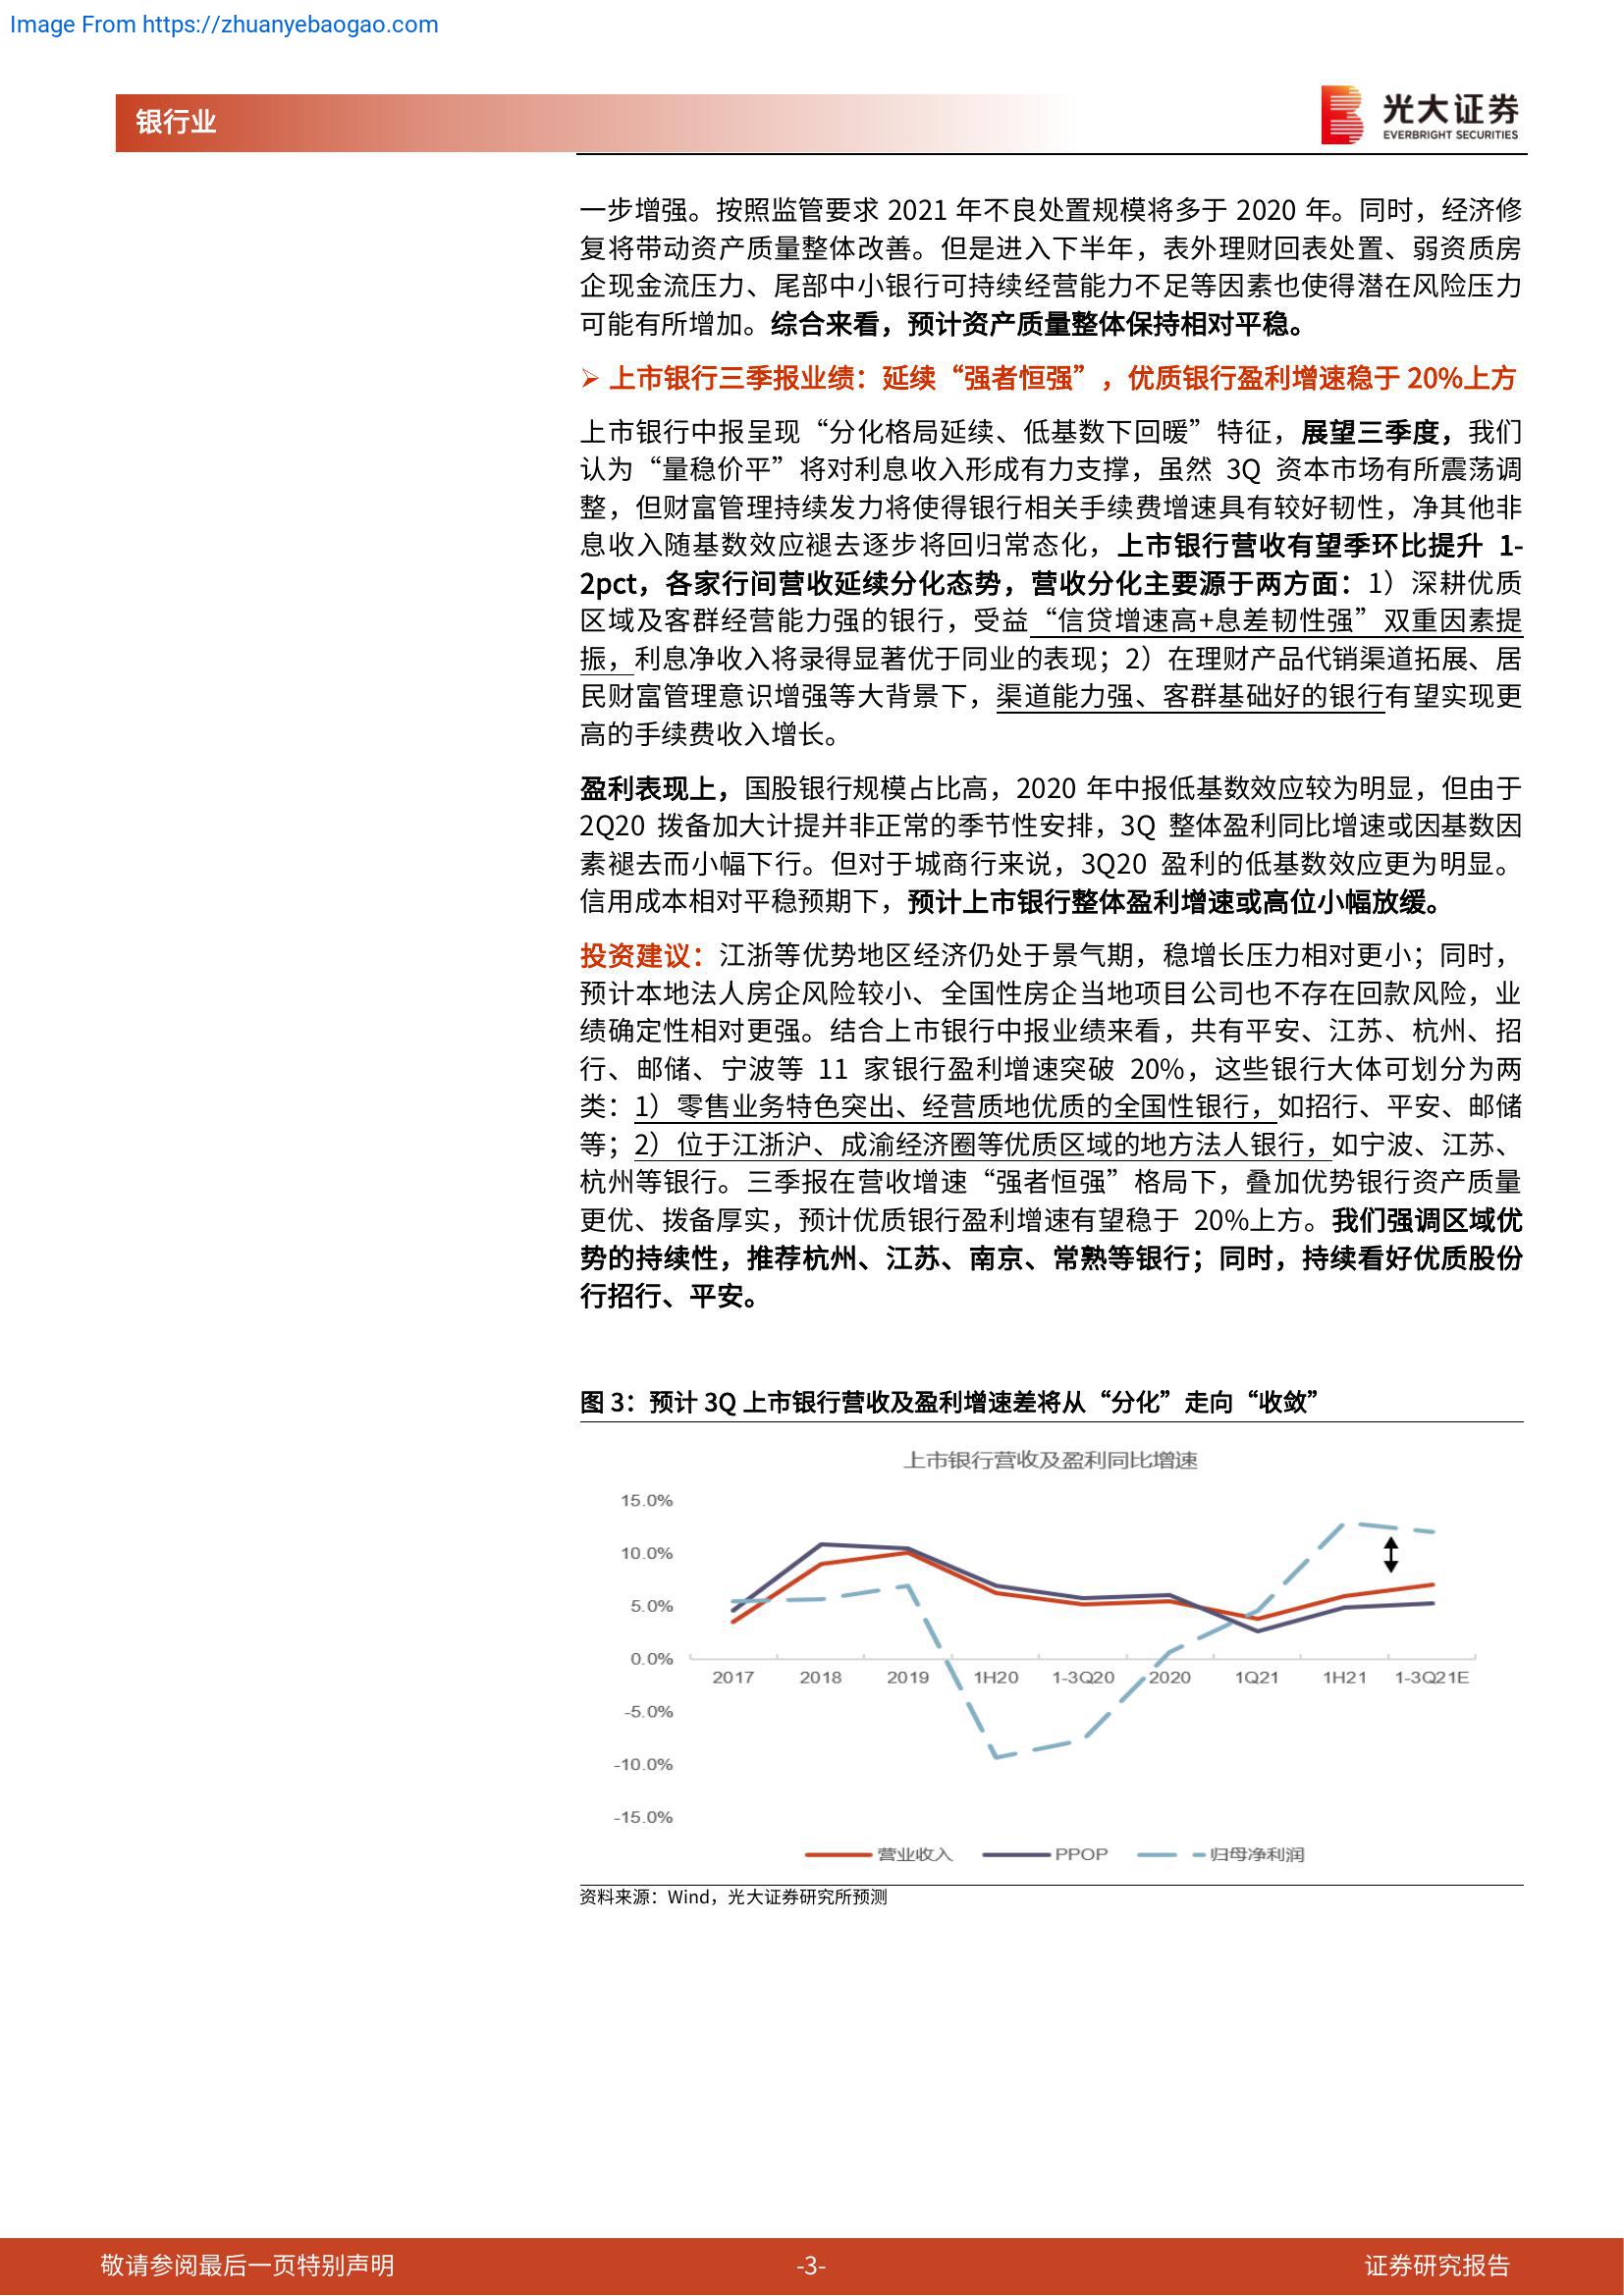 Image From https://zhuanyebaogao.com
银行业
光大证券
EVERBRIGHT SECURITIES
一步增强。按照监管要求 2021 年不良处置规模将多于 2020 年。同时，经济修
复将带动资产质量整体改善。但是进入下半年，表外理财回表处置、弱资质房
企现金流压力、尾部中小银行可持续经营能力不足等因素也使得潜在风险压力
可能有所增加。综合来看，预计资产质量整体保持相对平稳。
➢ 上市银行三季报业绩：延续“强者恒强”，优质银行盈利增速稳于 20%上方
上市银行中报呈现“分化格局延续、低基数下回暖”特征，展望三季度，我们
认为“量稳价平”将对利息收入形成有力支撑，虽然 3Q 资本市场有所震荡调
整，但财富管理持续发力将使得银行相关手续费增速具有较好韧性，净其他非
息收入随基数效应褪去逐步将回归常态化，上市银行营收有望季环比提升 1-
2pct，各家行间营收延续分化态势，营收分化主要源于两方面：1）深耕优质
区域及客群经营能力强的银行，受益“信贷增速高+息差韧性强”双重因素提
振，利息净收入将录得显著优于同业的表现；2）在理财产品代销渠道拓展、居
民财富管理意识增强等大背景下，渠道能力强、客群基础好的银行有望实现更
高的手续费收入增长。
盈利表现上，国股银行规模占比高，2020 年中报低基数效应较为明显，但由于
2Q20 拨备加大计提并非正常的季节性安排，3Q 整体盈利同比增速或因基数因
素褪去而小幅下行。但对于城商行来说，3Q20 盈利的低基数效应更为明显。
信用成本相对平稳预期下，预计上市银行整体盈利增速或高位小幅放缓。
投资建议：江浙等优势地区经济仍处于景气期，稳增长压力相对更小；同时，
预计本地法人房企风险较小、全国性房企当地项目公司也不存在回款风险，业
绩确定性相对更强。结合上市银行中报业绩来看，共有平安、江苏、杭州、招
行、邮储、宁波等 11 家银行盈利增速突破 20%，这些银行大体可划分为两
类：1）零售业务特色突出、经营质地优质的全国性银行，如招行、平安、邮储
等；2）位于江浙沪、成渝经济圈等优质区域的地方法人银行，如宁波、江苏、
杭州等银行。三季报在营收增速“强者恒强”格局下，叠加优势银行资产质量
更优、拨备厚实，预计优质银行盈利增速有望稳于 20%上方。我们强调区域优
势的持续性，推荐杭州、江苏、南京、常熟等银行；同时，持续看好优质股份
行招行、平安。
图 3：预计 3Q 上市银行营收及盈利增速差将从“分化”走向“收敛”
上市银行营收及盈利同比增速
15.0%
10.0%
5.0%
0.0%
-5.0%
-10.0%
-15.0%
2017 2018 2019 1H20 1-3Q20 2020 1Q21 1H21 1-3Q21E
营业收入 PPOP 归母净利润
资料来源：Wind，光大证券研究所预测
敬请参阅最后一页特别声明 -3- 证券研究报告